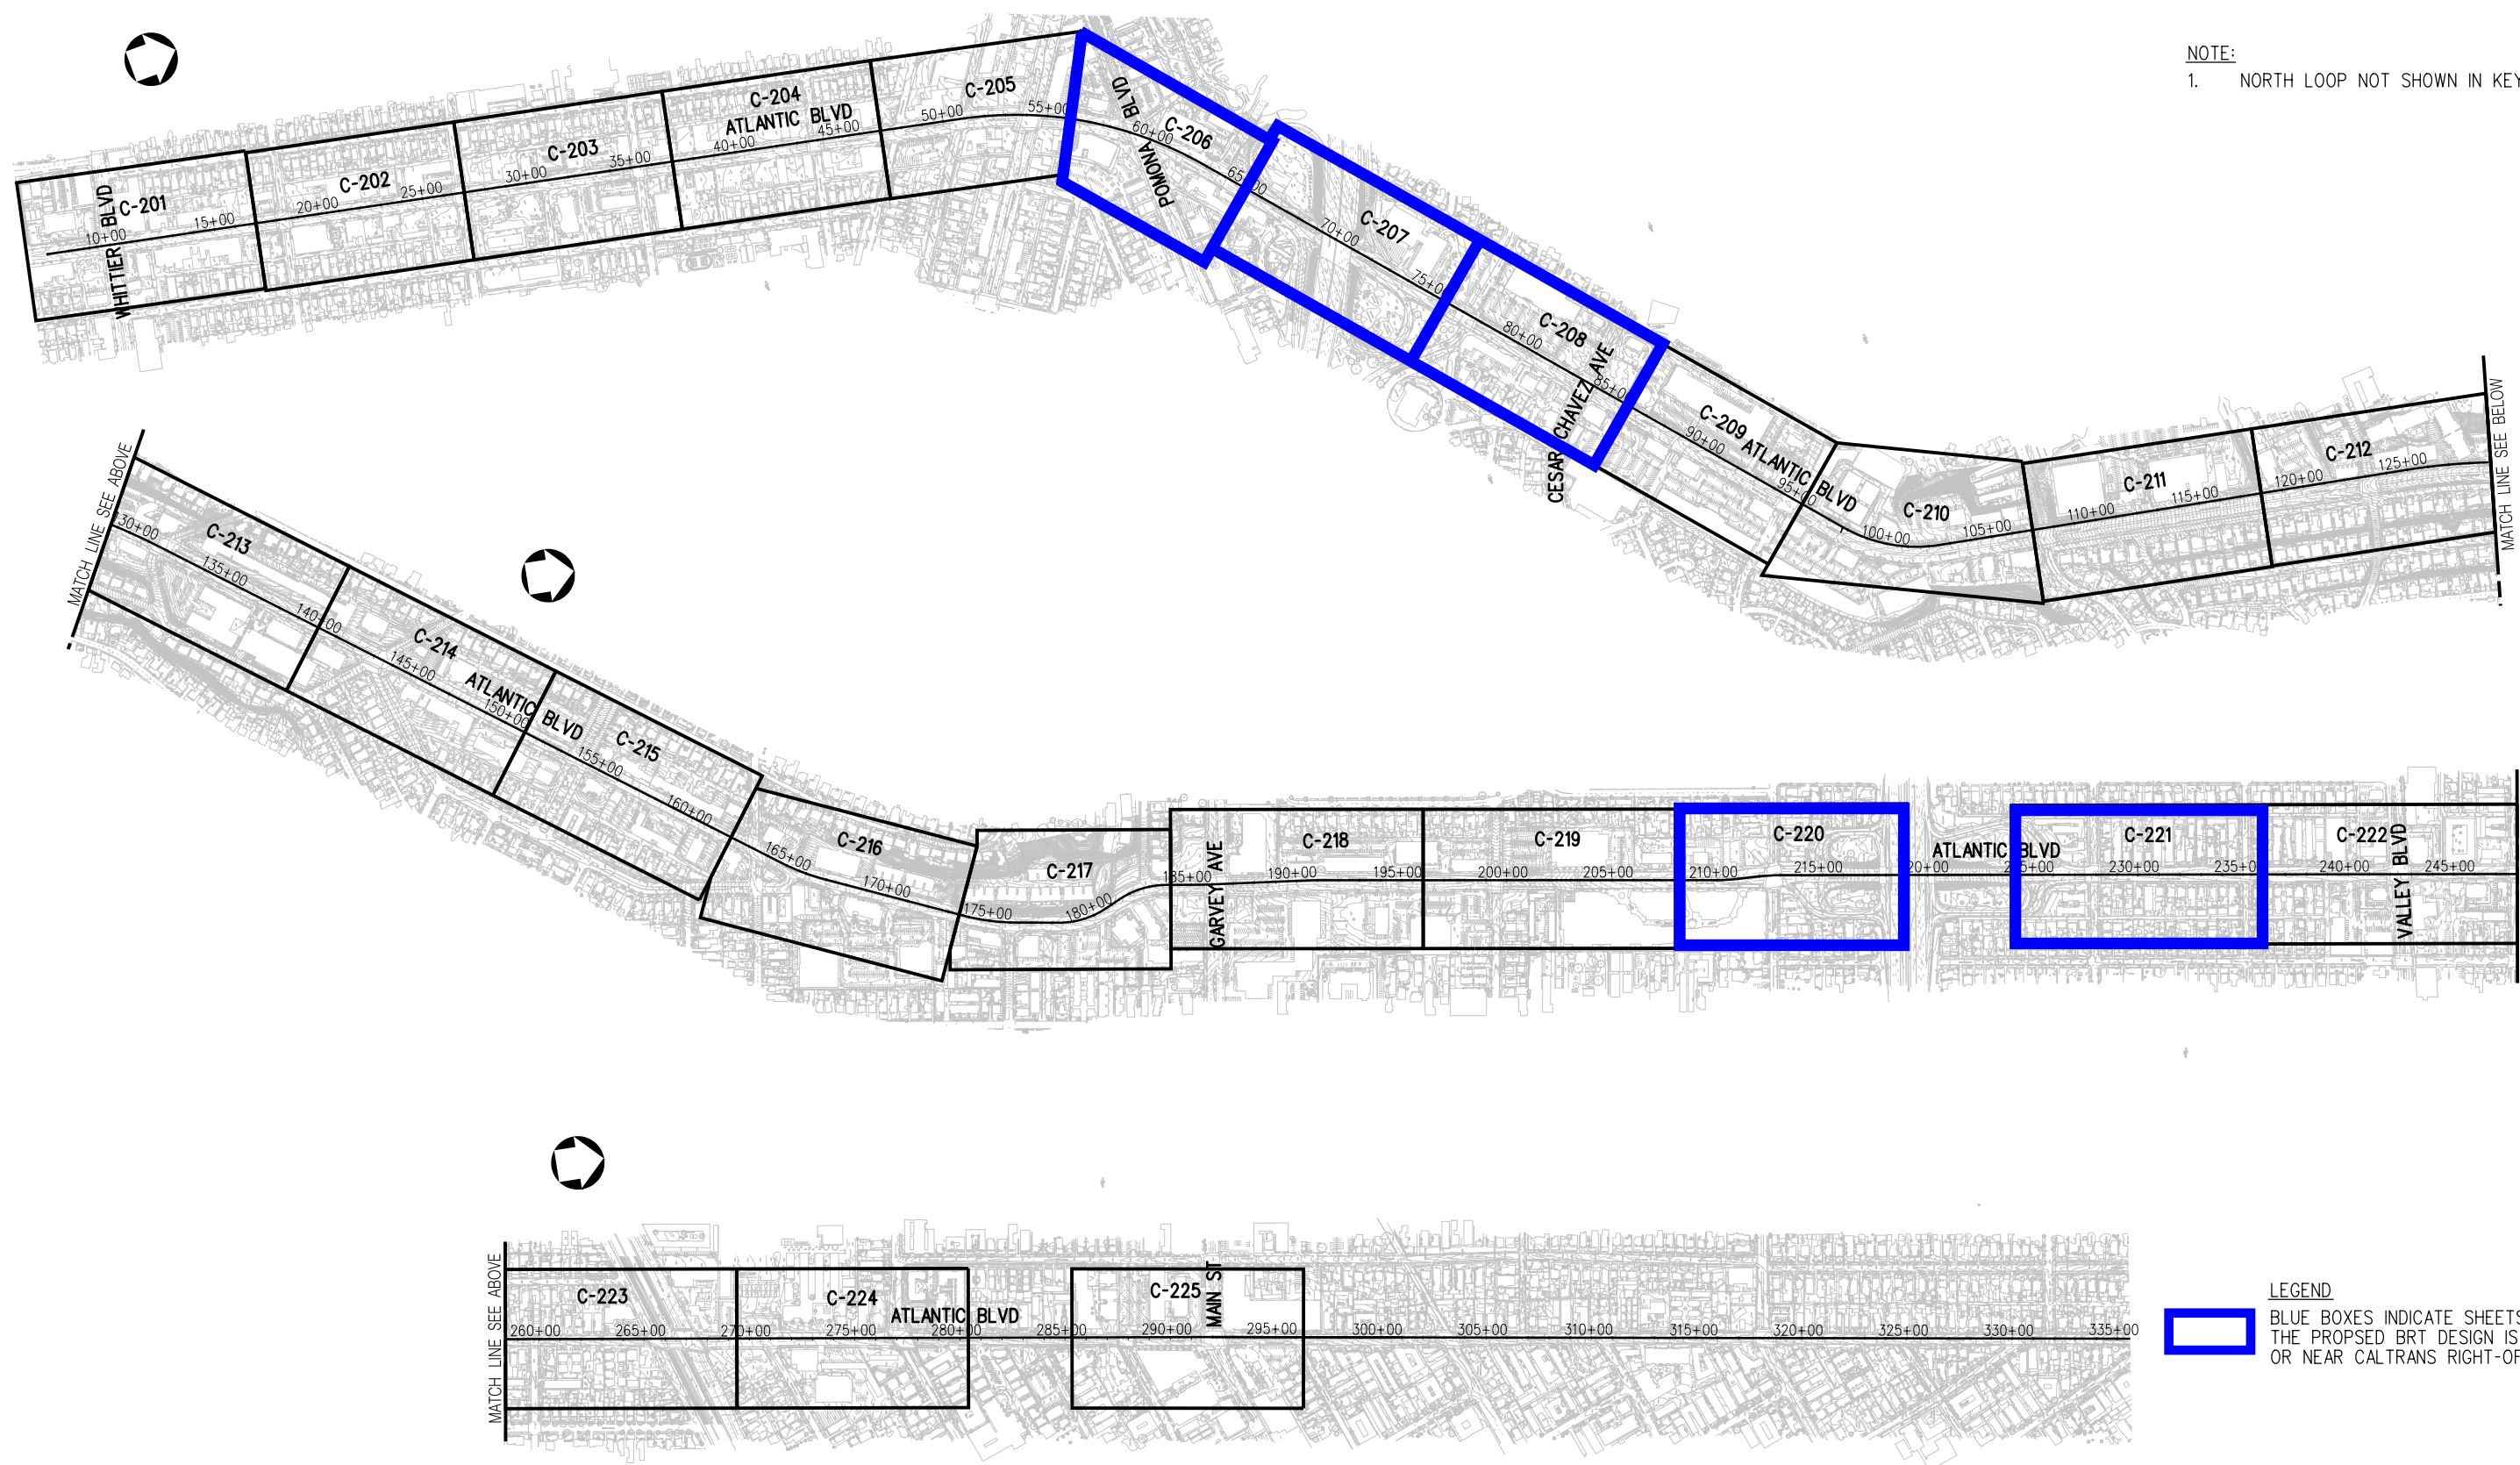 NOTE:
1. NORTH LOOP NOT SHOWN IN KEY
C-201
WHITTIER BLVD
10+00
15+00
C-202
20+00
25+00
C-203
30+00
35+00
C-204
ATLANTIC BLVD
40+00
45+00
C-205
50+00
55+00
POMONA BLVD
C-206
60+00
65+00
C-207
70+00
75+00
C-208
80+00
85+00
CESAR CHAVEZ AVE
C-209
ATLANTIC BLVD
90+00
95+00
C-210
100+00
105+00
C-211
110+00
115+00
C-212
120+00
125+00
MATCH LINE SEE BELOW
MATCH LINE SEE ABOVE
130+00
C-213
135+00
140+00
C-214
145+00
ATLANTIC BLVD
150+00
C-215
155+00
160+00
C-216
165+00
170+00
C-217
175+00
180+00
185+00
GARVEY AVE
C-218
190+00
195+00
C-219
200+00
205+00
C-220
210+00
215+00
220+00
ATLANTIC BLVD
225+00
C-221
230+00
235+00
C-222
VALLEY BLVD
240+00
245+00
MATCH LINE SEE ABOVE
C-223
260+00
265+00
270+00
C-224
ATLANTIC BLVD
275+00
280+00
285+00
C-225
MAIN ST
290+00
295+00
300+00
305+00
310+00
315+00
320+00
325+00
330+00
335+00
LEGEND
BLUE BOXES INDICATE SHEETS
THE PROPSED BRT DESIGN IS
OR NEAR CALTRANS RIGHT-OF